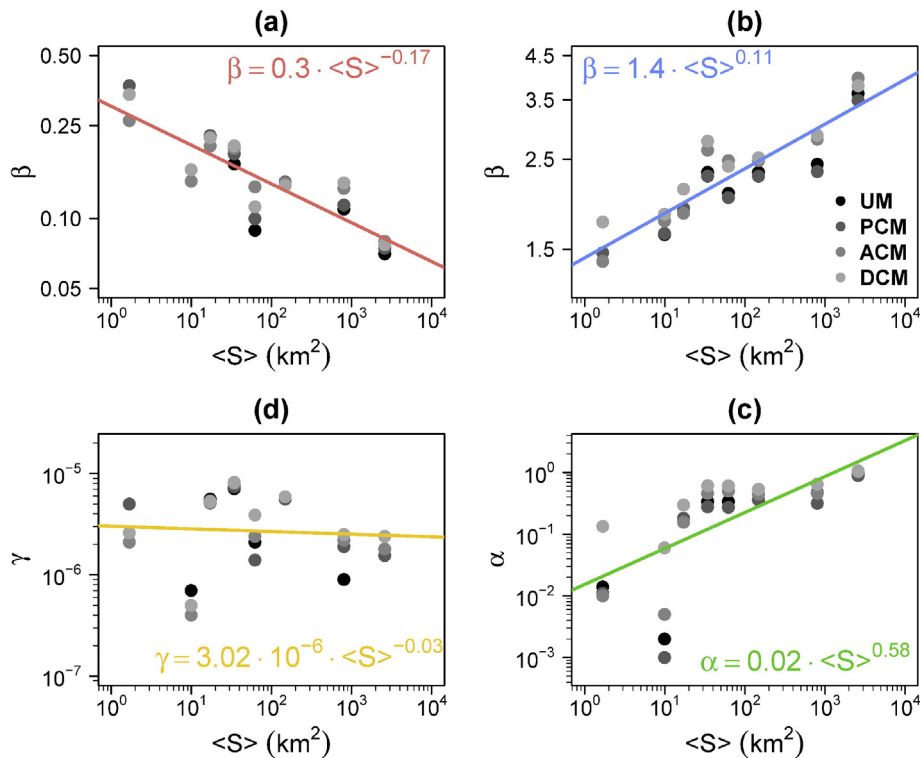 (a)
β = 0.3 · <S>^−0.17
0.50
0.25
0.10
0.05
β
10^0 10^1 10^2 10^3 10^4
<S> (km^2)
(b)
β = 1.4 · <S>^0.11
4.5
3.5
2.5
1.5
β
UM
PCM
ACM
DCM
10^0 10^1 10^2 10^3 10^4
<S> (km^2)
(d)
10^−5
10^−6
10^−7
γ
γ = 3.02 · 10^−6 · <S>^−0.03
10^0 10^1 10^2 10^3 10^4
<S> (km^2)
(c)
10^0
10^−1
10^−2
10^−3
α
α = 0.02 · <S>^0.58
10^0 10^1 10^2 10^3 10^4
<S> (km^2)